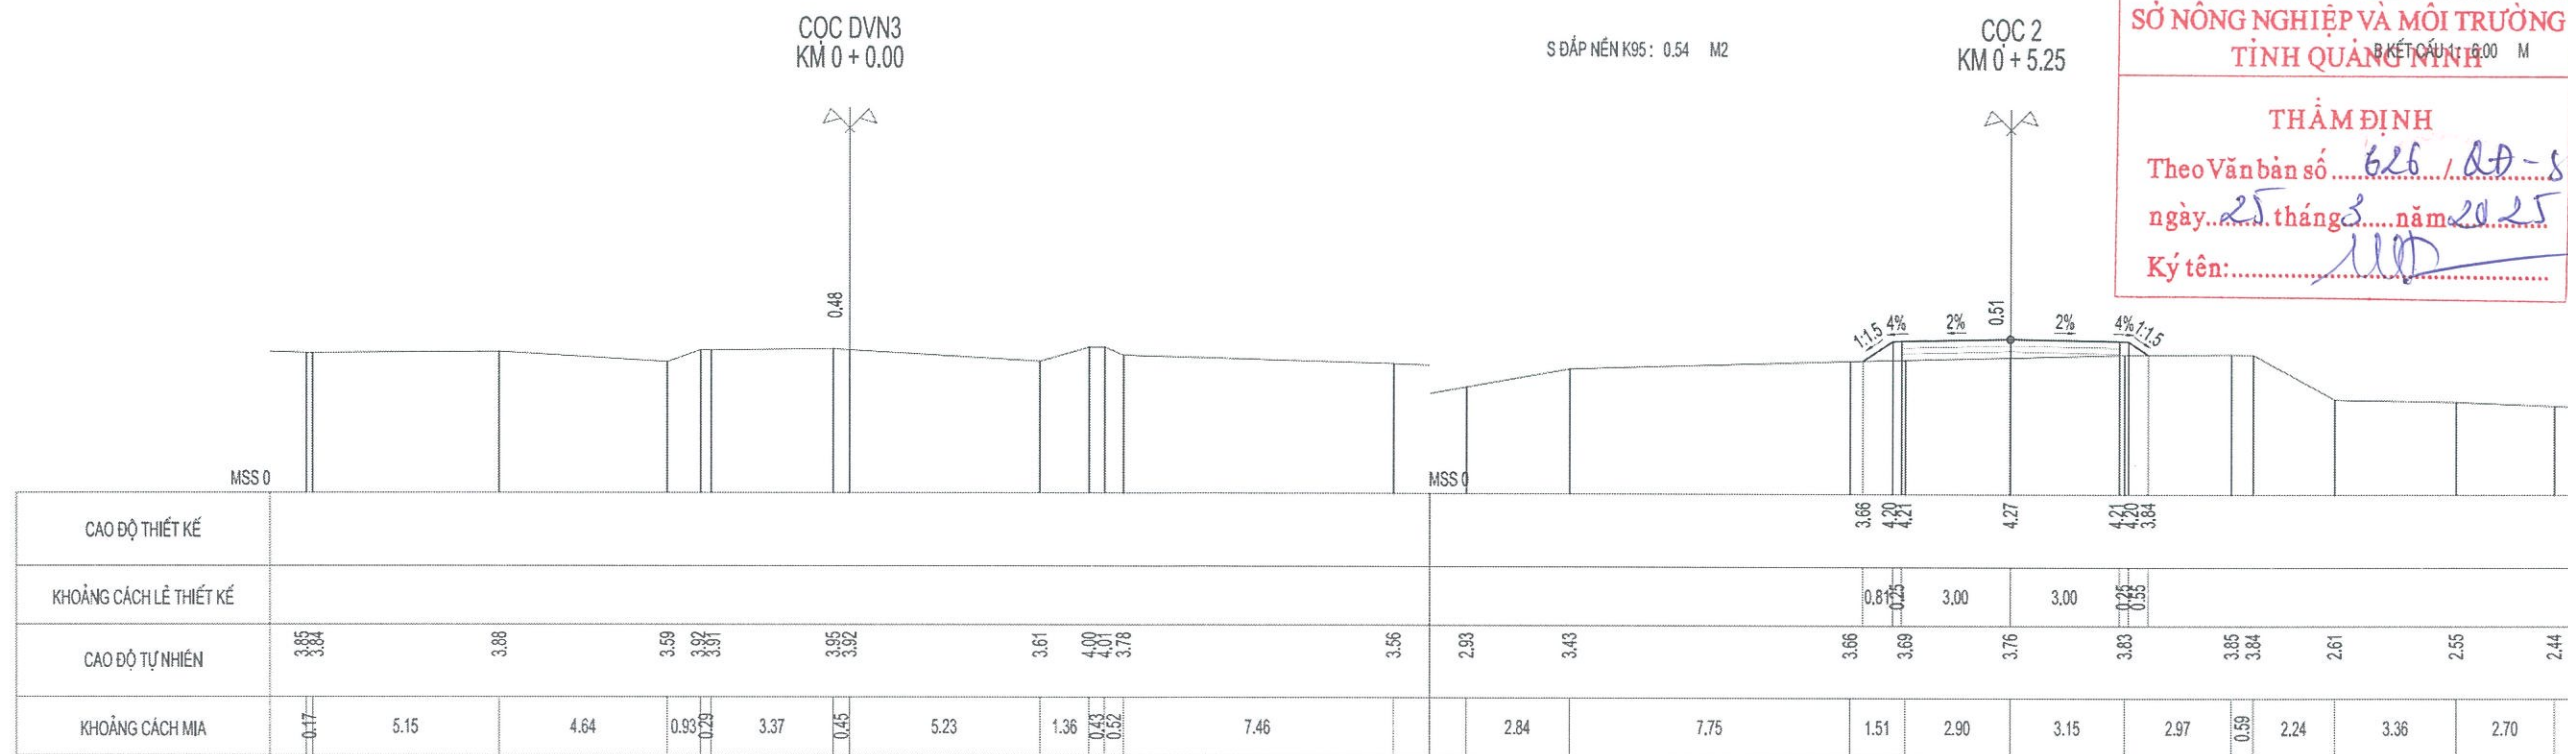 CỌC DVN3
KM 0 + 0.00
0.48
MSS 0
S ĐẮP NỀN K95 : 0.54 M2
CỌC 2
KM 0 + 5.25
B KẾT CẤU 1 : 6.00 M
0.51
1:1.5 4% 2% 2% 4% 1:1.5
MSS 0
SỞ NÔNG NGHIỆP VÀ MÔI TRƯỜNG
TỈNH QUẢNG NINH
THẨM ĐỊNH
Theo Văn bản số 626 / QĐ-S
ngày 25 tháng 3 năm 2025
Ký tên:
CAO ĐỘ THIẾT KẾ 3.66 4.20 4.21 4.27 4.21 4.20 3.84
KHOẢNG CÁCH LẺ THIẾT KẾ 0.81 0.25 3.00 3.00 0.25 0.55
CAO ĐỘ TỰ NHIÊN 3.85 3.84 3.88 3.59 3.92 3.91 3.95 3.92 3.61 4.00 4.01 3.78 3.56 2.93 3.43 3.66 3.69 3.76 3.83 3.85 3.84 2.61 2.55 2.44
KHOẢNG CÁCH MIA 0.17 5.15 4.64 0.93 0.29 3.37 0.45 5.23 1.36 0.43 0.52 7.46 2.84 7.75 1.51 2.90 3.15 2.97 0.59 2.24 3.36 2.70